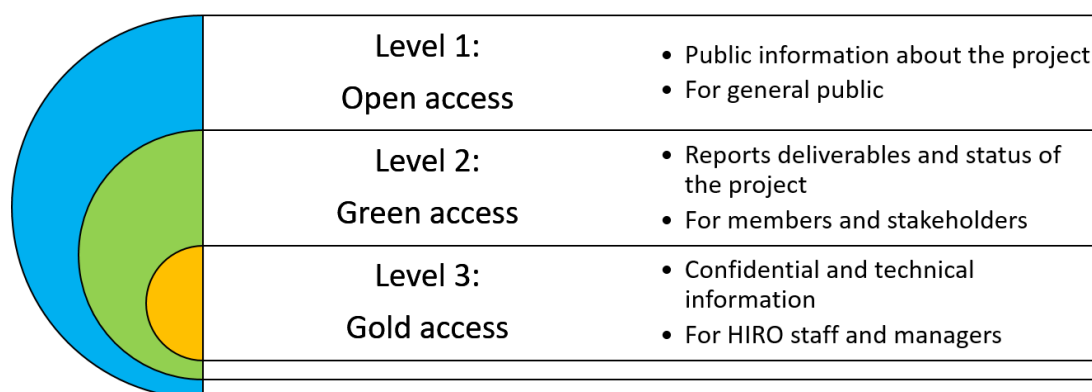 Level 1:
Open access
• Public information about the project
• For general public
Level 2:
Green access
• Reports deliverables and status of
the project
• For members and stakeholders
Level 3:
Gold access
• Confidential and technical
information
• For HIRO staff and managers